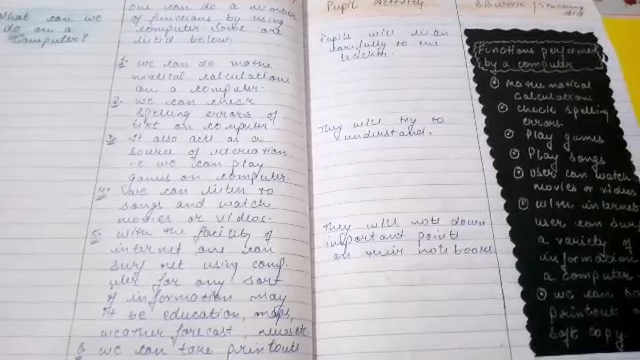 What can we
do on a
Computer?
one can do a number
of functions by using
computer some are
listed below.
1. we can do mathe
matical calculations
on a computer.
2. we can check
spelling errors of
text on computer
3. It also acts as a
source of recreation
i.e we can play
games on computer.
4. we can listen to
songs and watch
movies or videos.
5. with the facility of
internet one can
surf net using comp-
uter for any sort
of information may
it be education, maps,
weather forecast,
6 we can take printouts
Pupil Activity
Pupils will listen
carefully to the
teacher.
They will try to
understand.
They will note down
important points
on their notebooks
B.B work / Teaching
Functions performed
by a computer
Mathematical
calculations
check spelling
errors
Play games
Play songs
User can watch
movies or videos
With internet
user can surf
a variety of
information
a computer
we can
printout
soft copy.